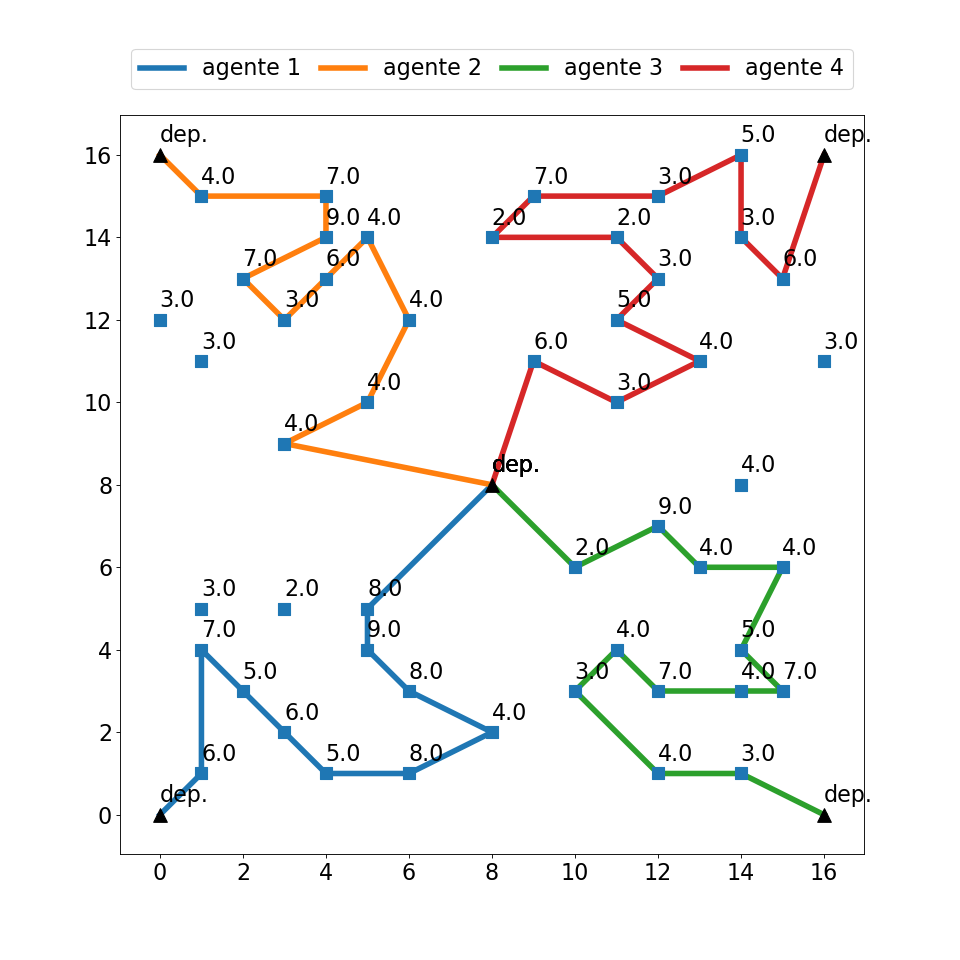 agente 1 agente 2 agente 3 agente 4
dep. 5.0 dep.
16
4.0 7.0 7.0 3.0
9.0 4.0 2.0 2.0 3.0
14
7.0 6.0 3.0 6.0
3.0 3.0 4.0 5.0
12
3.0 6.0 4.0 3.0
4.0 3.0
10
4.0
dep. 4.0
8
9.0
2.0 4.0 4.0
6
3.0 2.0 8.0
7.0 9.0 4.0 5.0
4
5.0 8.0 3.0 7.0 4.0 7.0
6.0 4.0
2
6.0 5.0 8.0 4.0 3.0
dep. dep.
0
0 2 4 6 8 10 12 14 16